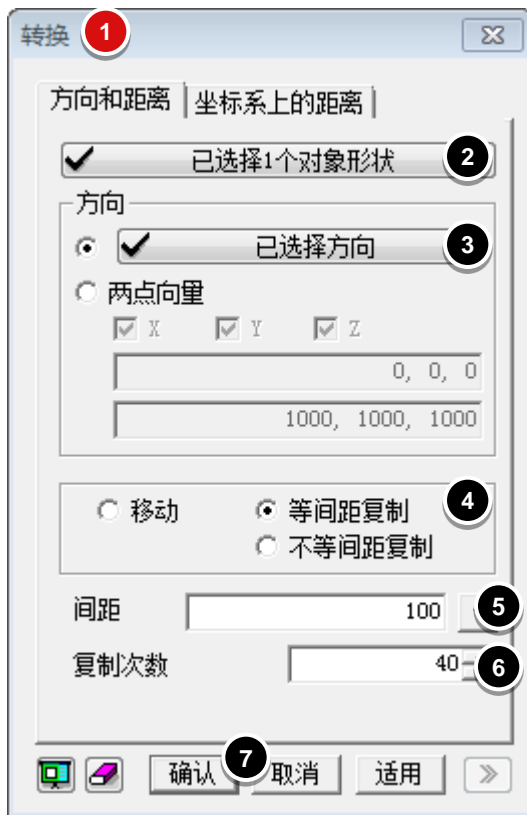 转换 1
方向和距离 坐标系上的距离
已选择1个对象形状 2
方向
已选择方向 3
两点向量
X Y Z
0, 0, 0
1000, 1000, 1000
移动 等间距复制 4
不等间距复制
间距 100 5
复制次数 40 6
确认 7 取消 适用